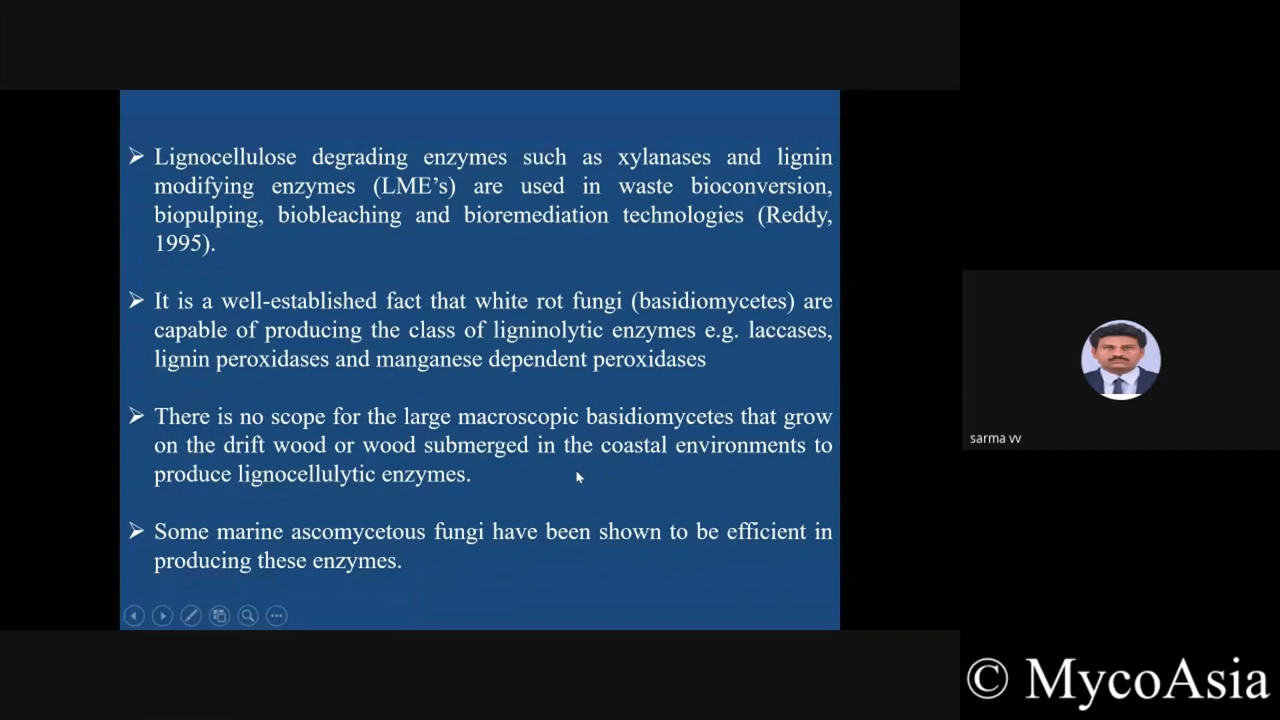 ➢ Lignocellulose degrading enzymes such as xylanases and lignin
modifying enzymes (LME's) are used in waste bioconversion,
biopulping, biobleaching and bioremediation technologies (Reddy,
1995).
➢ It is a well-established fact that white rot fungi (basidiomycetes) are
capable of producing the class of ligninolytic enzymes e.g. laccases,
lignin peroxidases and manganese dependent peroxidases
➢ There is no scope for the large macroscopic basidiomycetes that grow
on the drift wood or wood submerged in the coastal environments to
produce lignocellulytic enzymes.
➢ Some marine ascomycetous fungi have been shown to be efficient in
producing these enzymes.
sarma vv
© MycoAsia